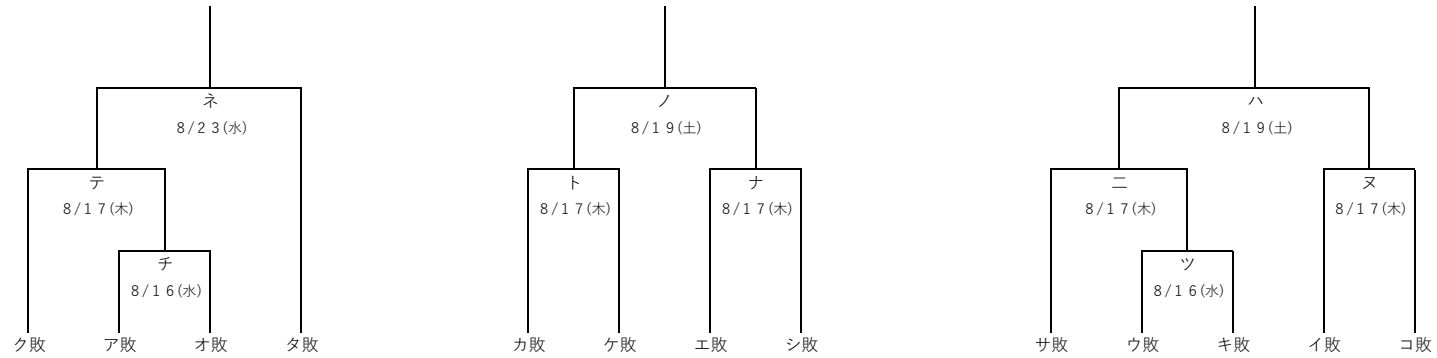 ネ
8/２３(水)
ノ
8/１９(土)
ハ
8/１９(土)
テ
8/１７(木)
ト
8/１７(木)
ナ
8/１７(木)
ニ
8/１７(木)
ヌ
8/１７(木)
チ
8/１６(水)
ツ
8/１６(水)
ク敗 ア敗 オ敗 タ敗 カ敗 ケ敗 エ敗 シ敗 サ敗 ウ敗 キ敗 イ敗 コ敗